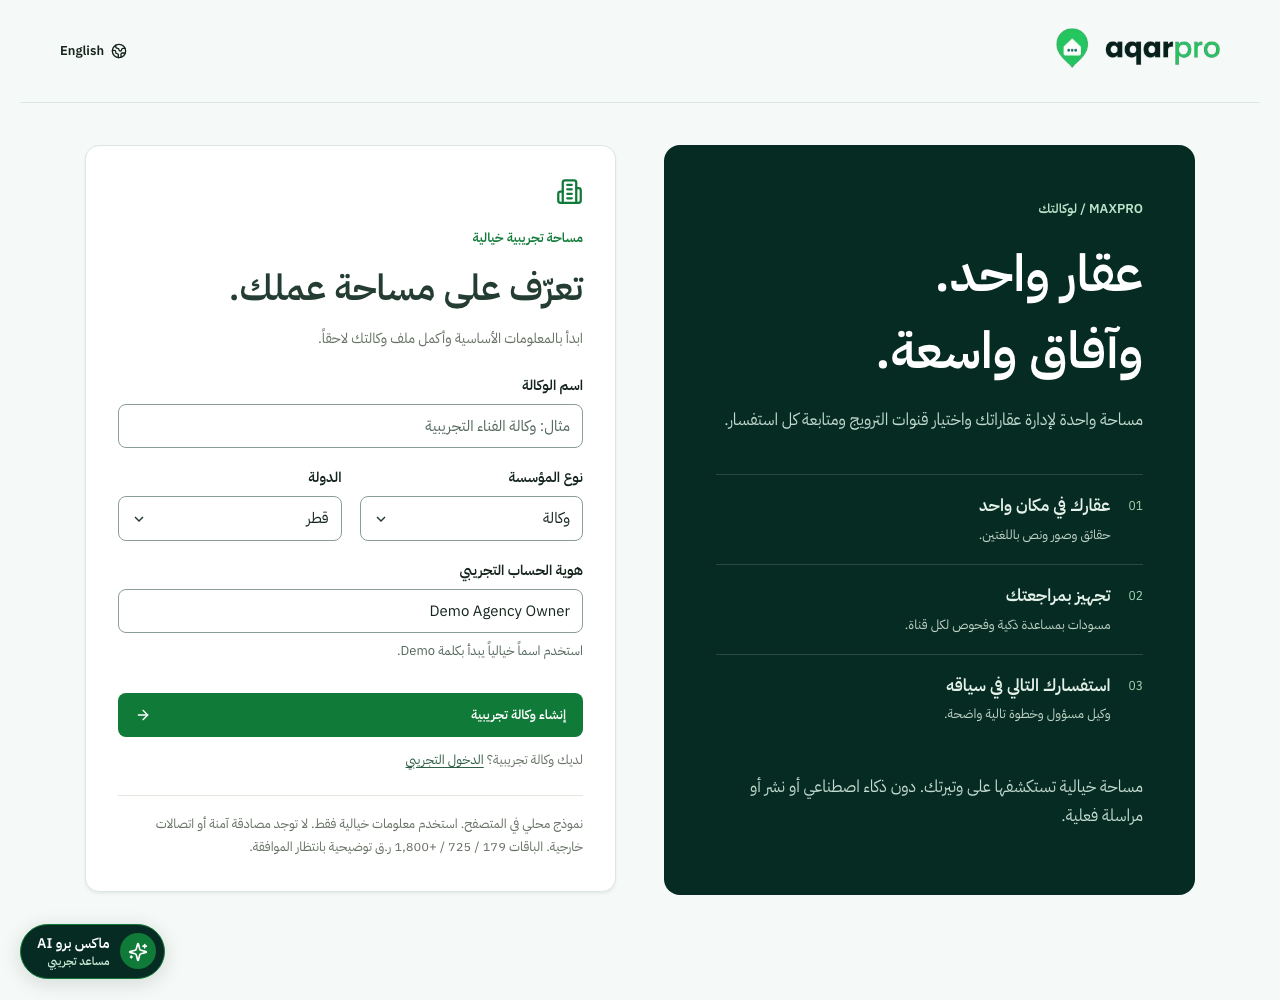 aqarpro
English
MAXPRO / لوكالتك
عقار واحد.
وآفاق واسعة.
مساحة واحدة لإدارة عقاراتك واختيار قنوات الترويج ومتابعة كل استفسار.
01
عقارك في مكان واحد
حقائق وصور ونص باللغتين.
02
تجهيز بمراجعتك
مسودات بمساعدة ذكية وفحوص لكل قناة.
03
استفسارك التالي في سياقه
وكيل مسؤول وخطوة تالية واضحة.
مساحة خيالية تستكشفها على وتيرتك. دون ذكاء اصطناعي أو نشر أو
مراسلة فعلية.
مساحة تجريبية خيالية
تعرّف على مساحة عملك.
ابدأ بالمعلومات الأساسية وأكمل ملف وكالتك لاحقاً.
اسم الوكالة
مثال: وكالة الفناء التجريبية
نوع المؤسسة
وكالة
الدولة
قطر
هوية الحساب التجريبي
Demo Agency Owner
استخدم اسماً خيالياً يبدأ بكلمة Demo.
إنشاء وكالة تجريبية
لديك وكالة تجريبية؟ الدخول التجريبي
نموذج محلي في المتصفح. استخدم معلومات خيالية فقط. لا توجد مصادقة آمنة أو اتصالات
خارجية. الباقات 179 / 725 / +1,800 ر.ق توضيحية بانتظار الموافقة.
ماكس برو AI
مساعد تجريبي